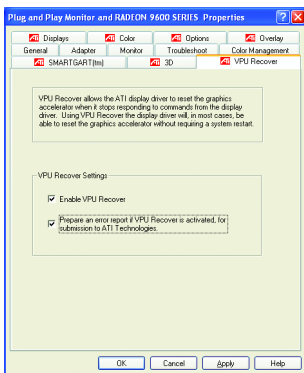 Plug and Play Monitor and RADEON 9600 SERIES Properties
Displays Color Options Overlay
General Adapter Monitor Troubleshoot Color Management
SMARTGART(tm) 3D VPU Recover
VPU Recover allows the ATI display driver to reset the graphics
accelerator when it stops responding to commands from the display
driver. Using VPU Recover the display driver will, in most cases, be
able to reset the graphics accelerator without requiring a system restart.
VPU Recover Settings
Enable VPU Recover
Prepare an error report if VPU Recover is activated, for
submission to ATI Technologies.
OK Cancel Apply Help